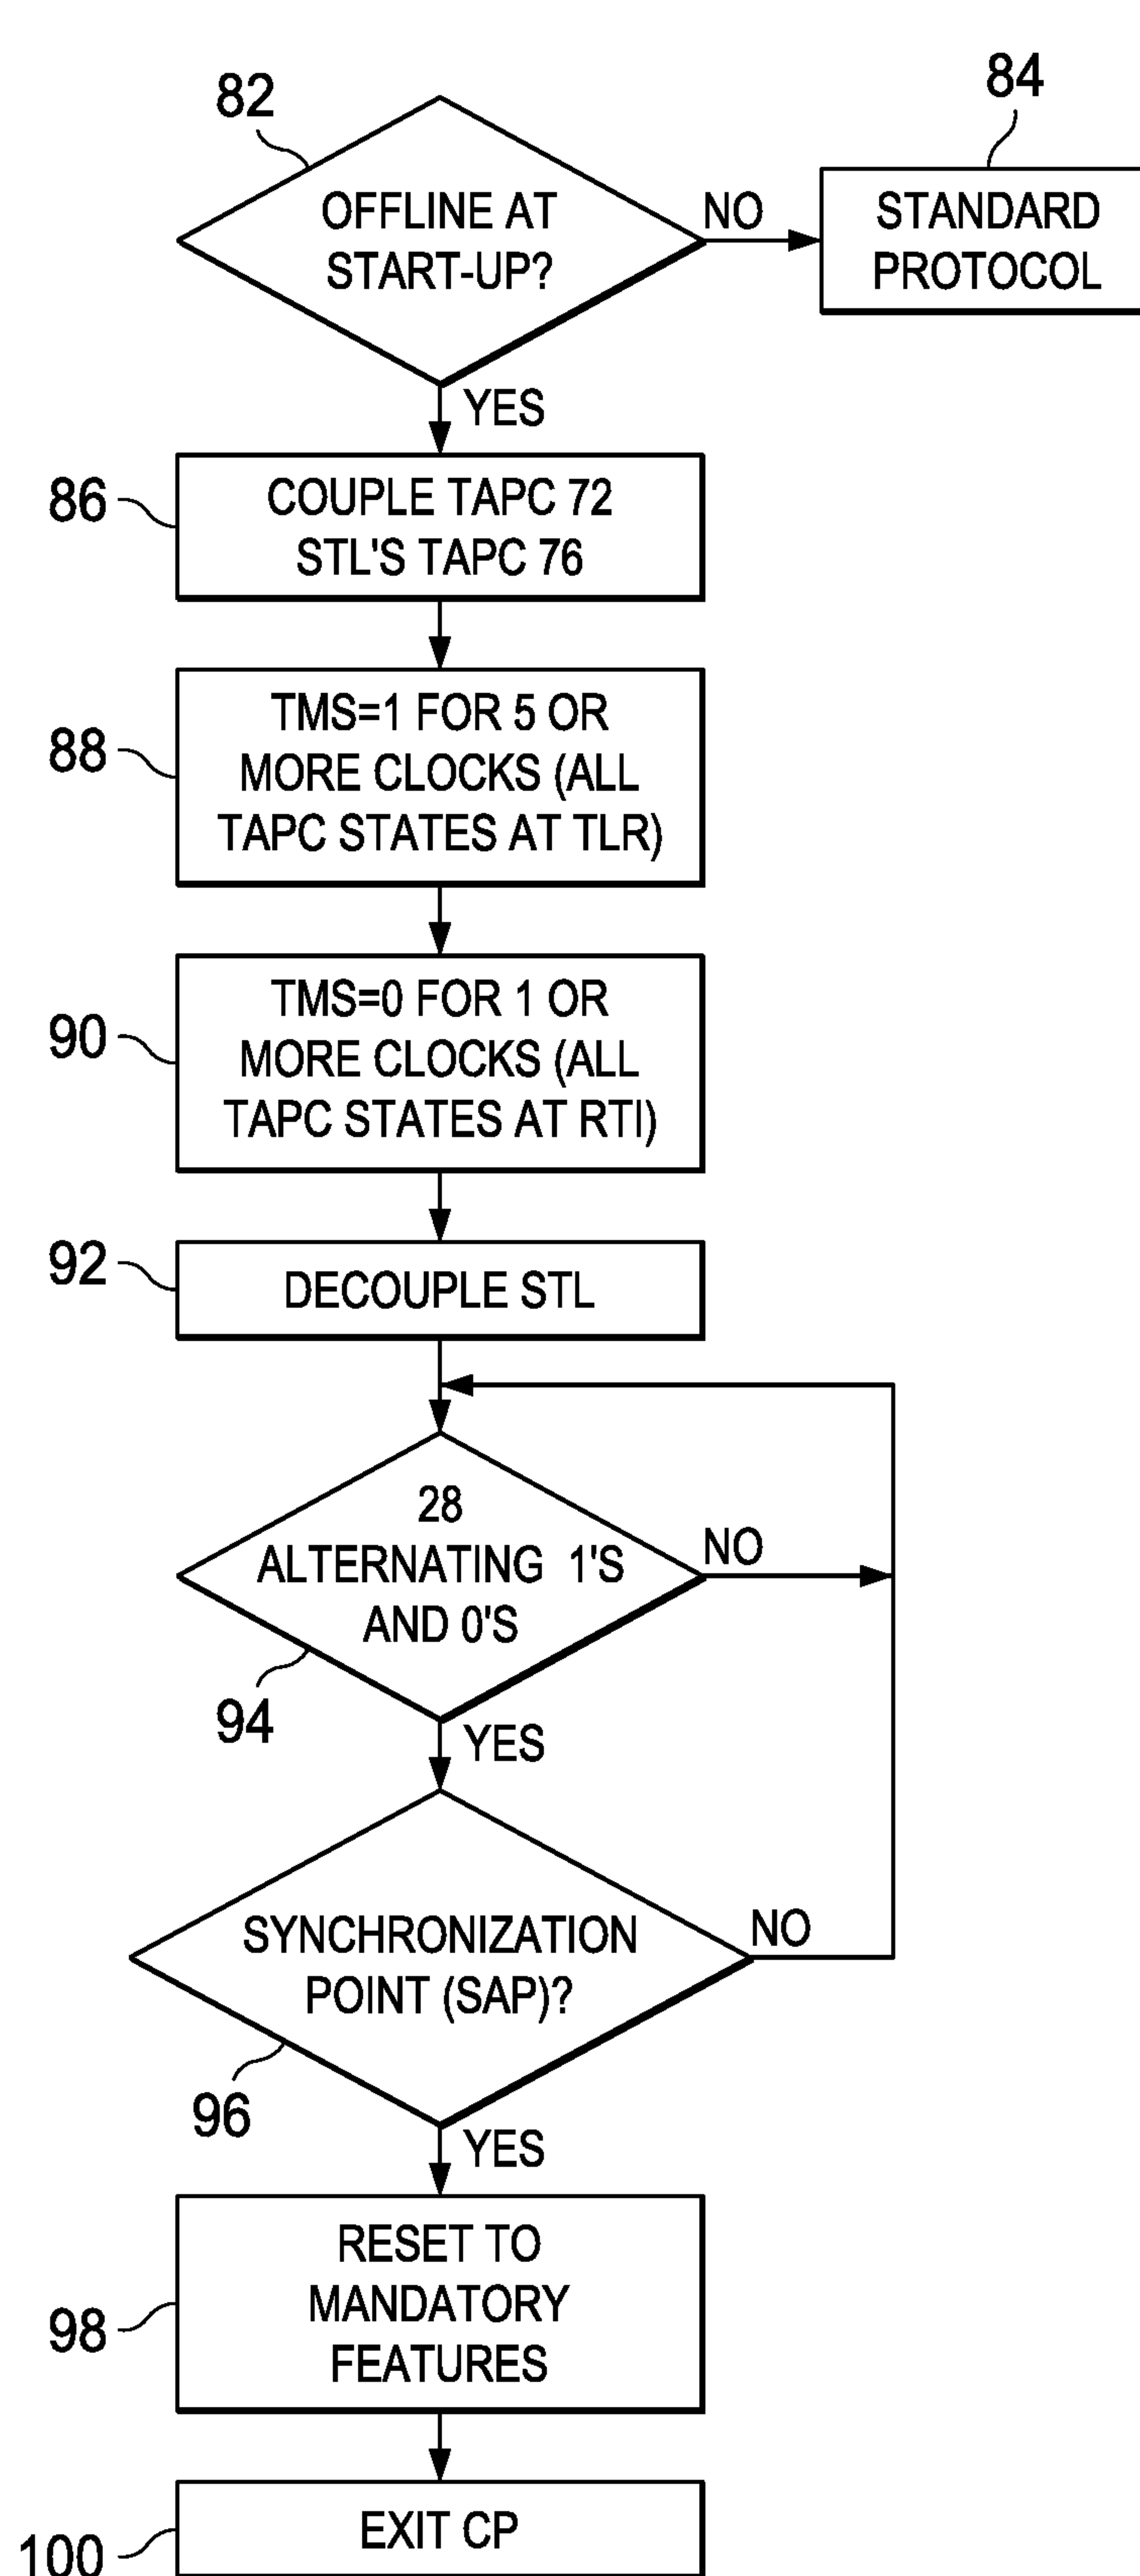 82
84
OFFLINE AT
START-UP?
NO
STANDARD
PROTOCOL
YES
86
COUPLE TAPC 72
STL'S TAPC 76
88
TMS=1 FOR 5 OR
MORE CLOCKS (ALL
TAPC STATES AT TLR)
90
TMS=0 FOR 1 OR
MORE CLOCKS (ALL
TAPC STATES AT RTI)
92
DECOUPLE STL
28
ALTERNATING 1'S
AND 0'S
NO
94
YES
SYNCHRONIZATION
POINT (SAP)?
NO
96
YES
98
RESET TO
MANDATORY
FEATURES
100
EXIT CP